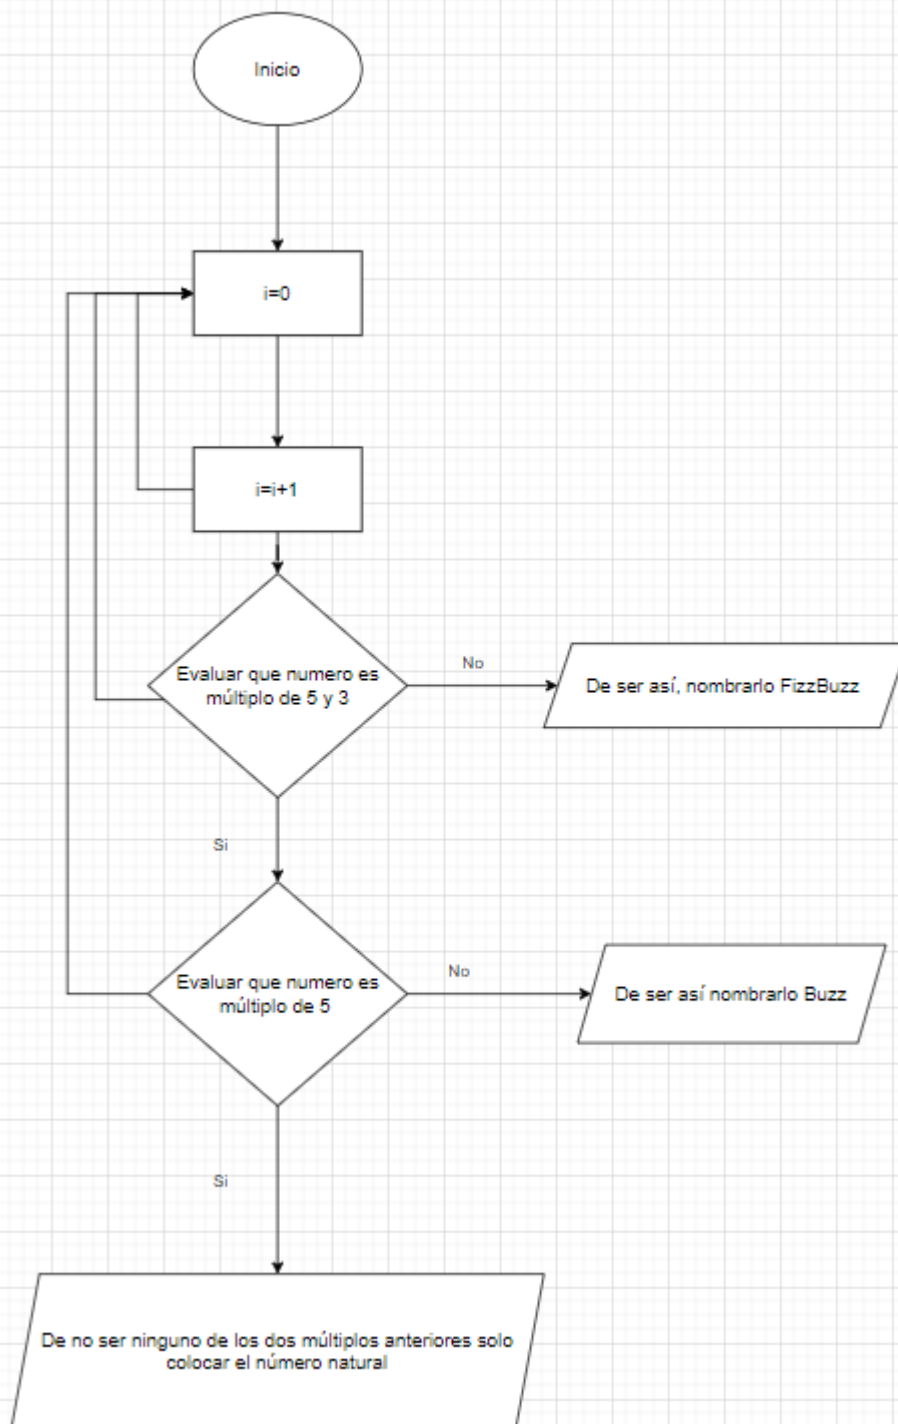 Inicio
i=0
i=i+1
Evaluar que numero es
múltiplo de 5 y 3
No
De ser así, nombrarlo FizzBuzz
Si
Evaluar que numero es
múltiplo de 5
No
De ser así nombrarlo Buzz
Si
De no ser ninguno de los dos múltiplos anteriores solo
colocar el número natural